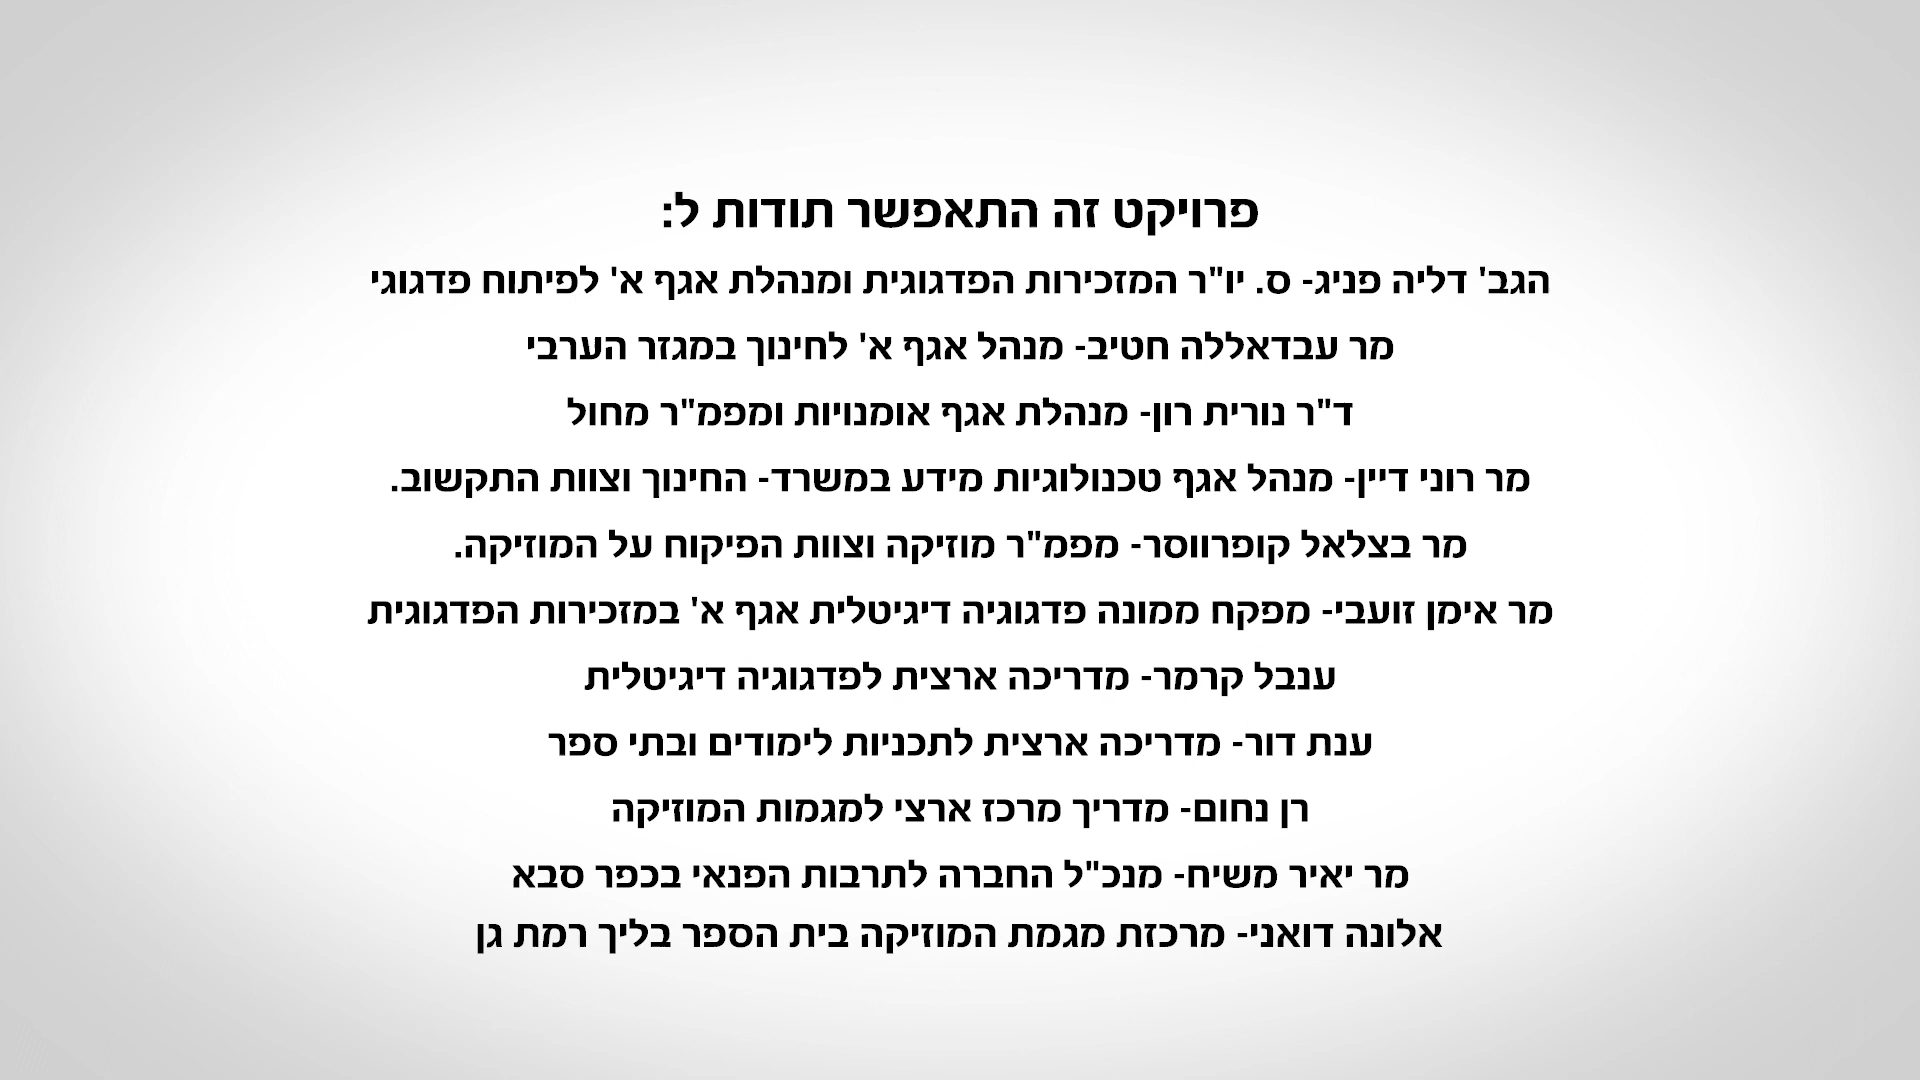 פרויקט זה התאפשר תודות ל:
הגב' דליה פניג- ס. יו"ר המזכירות הפדגוגית ומנהלת אגף א' לפיתוח פדגוגי
מר עבדאללה חטיב- מנהל אגף א' לחינוך במגזר הערבי
ד"ר נורית רון- מנהלת אגף אומנויות ומפמ"ר מחול
מר רוני דיין- מנהל אגף טכנולוגיות מידע במשרד- החינוך וצוות התקשוב.
מר בצלאל קופרווסר- מפמ"ר מוזיקה וצוות הפיקוח על המוזיקה.
מר אימן זועבי- מפקח ממונה פדגוגיה דיגיטלית אגף א' במזכירות הפדגוגית
ענבל קרמר- מדריכה ארצית לפדגוגיה דיגיטלית
ענת דור- מדריכה ארצית לתכניות לימודים ובתי ספר
רן נחום- מדריך מרכז ארצי למגמות המוזיקה
מר יאיר משיח- מנכ"ל החברה לתרבות הפנאי בכפר סבא
אלונה דואני- מרכזת מגמת המוזיקה בית הספר בליך רמת גן